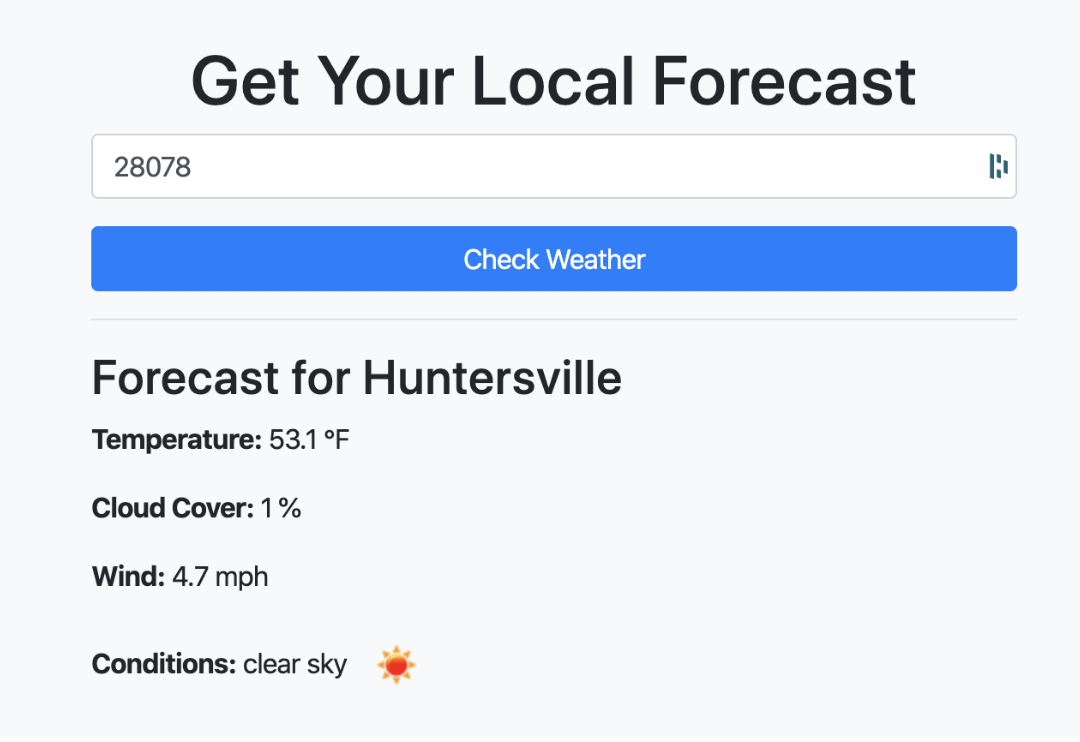 Get Your Local Forecast
28078
Check Weather
Forecast for Huntersville
Temperature: 53.1 °F
Cloud Cover: 1 %
Wind: 4.7 mph
Conditions: clear sky